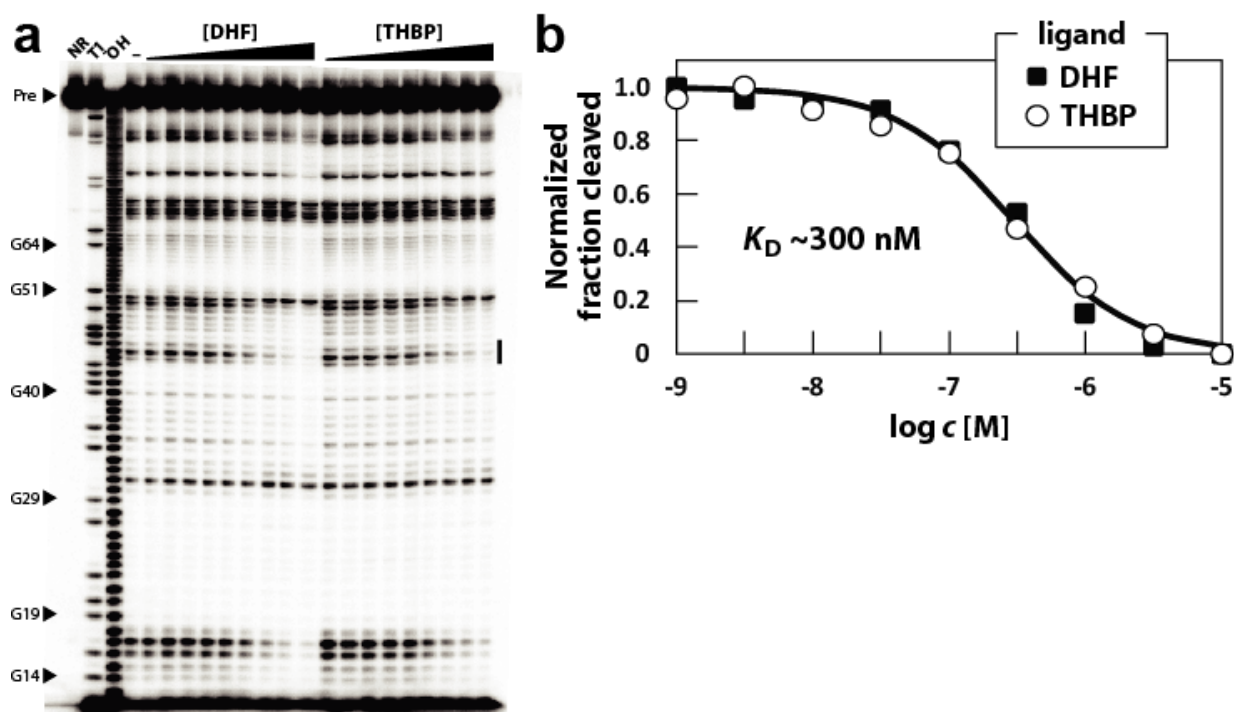 a
NR
T1
OH
–
[DHF]
[THBP]
Pre
G64
G51
G40
G29
G19
G14
b
ligand
DHF
THBP
Normalized
fraction cleaved
1.0
0.8
0.6
0.4
0.2
0
KD ~300 nM
-9 -8 -7 -6 -5
log c [M]